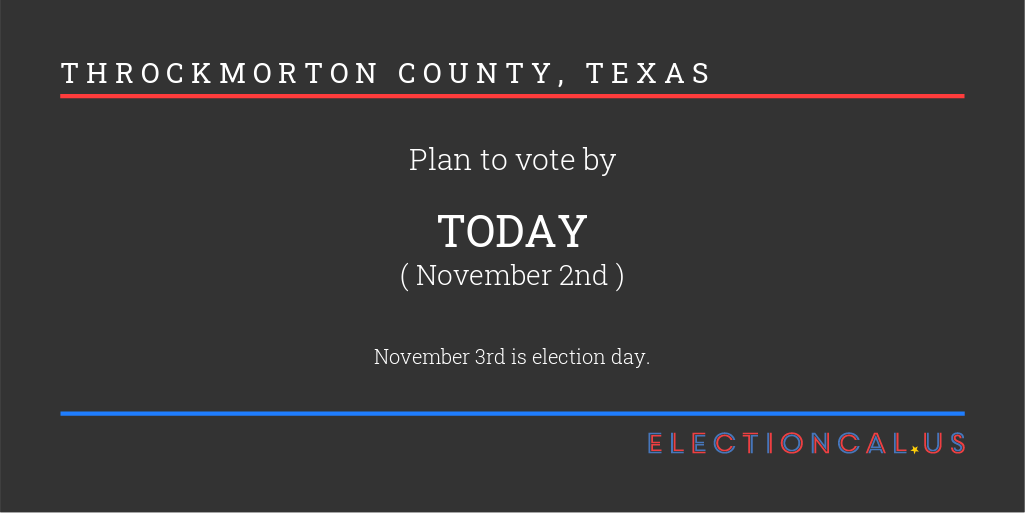 THROCKMORTON COUNTY, TEXAS
Plan to vote by
TODAY
( November 2nd )
November 3rd is election day.
ELECTIONCAL.US